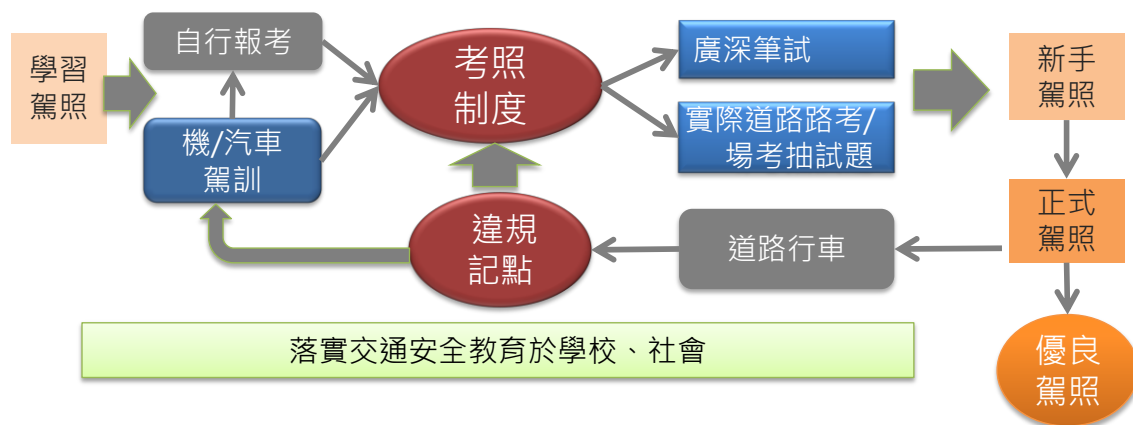 學習
駕照
自行報考
機/汽車
駕訓
考照
制度
廣深筆試
實際道路路考/
場考抽試題
新手
駕照
正式
駕照
道路行車
違規
記點
優良
駕照
落實交通安全教育於學校、社會